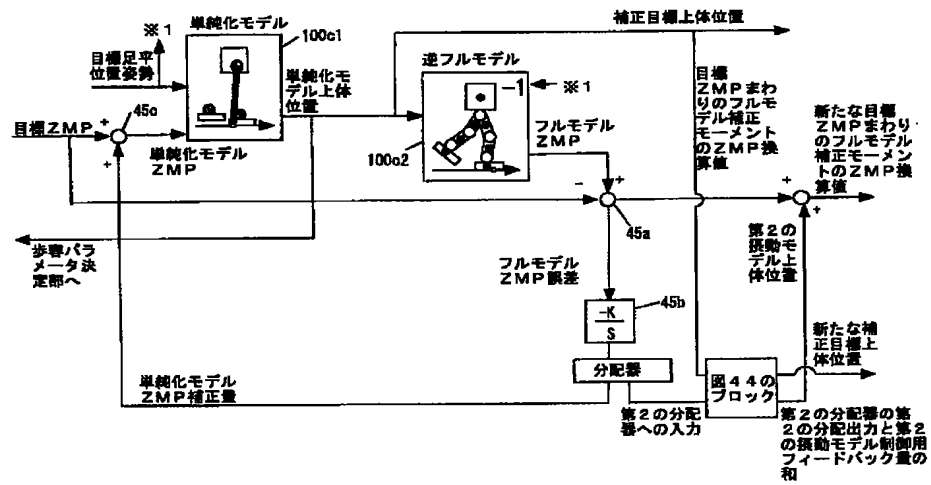 ※1
単純化モデル
100c1
補正目標上体位置
目標足平
位置姿勢
45c
目標ZMP
+
+
単純化モデル
ZMP
単純化モ
デル上体
位置
逆フルモデル
-1
※1
100c2
フルモデル
ZMP
目標
ZMPまわ
りのフルモ
デル補正
モーメント
のZMP換
算値
新たな目標
ZMPまわり
のフルモデル
補正モーメン
トのZMP換
算値
-
+
45a
+
+
歩容パラ
メータ決
定部へ
フルモデル
ZMP誤差
第2の
摂動モ
デル上
体位置
-K
S
45b
分配器
新たな補
正目標上
体位置
図44の
ブロック
単純化モデル
ZMP補正量
第2の分配
器への入力
第2の分配器の第
2の分配出力と第2
の摂動モデル制御用
フィードバック量の
和